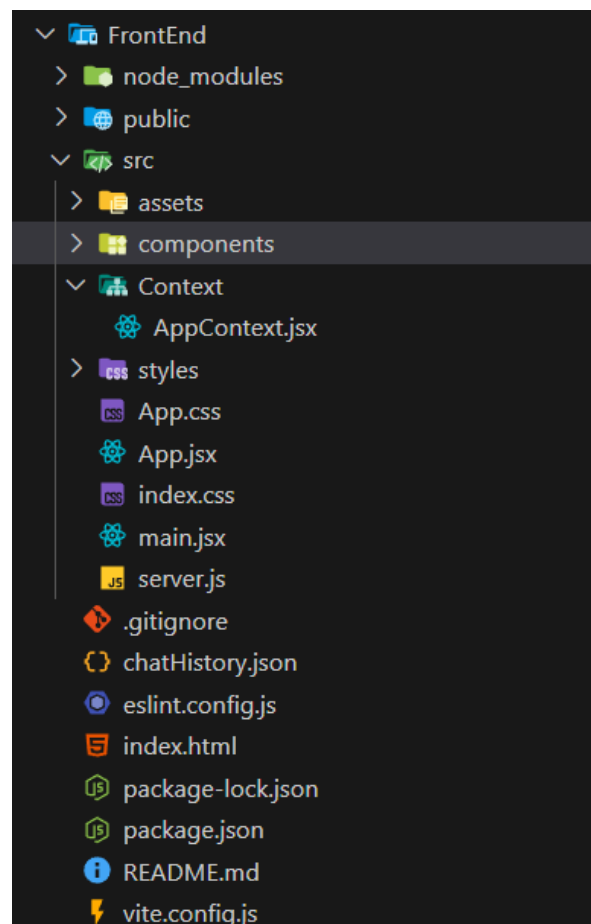 FrontEnd
node_modules
public
src
assets
components
Context
AppContext.jsx
styles
App.css
App.jsx
index.css
main.jsx
JS server.js
.gitignore
chatHistory.json
eslint.config.js
index.html
package-lock.json
package.json
README.md
vite.config.js